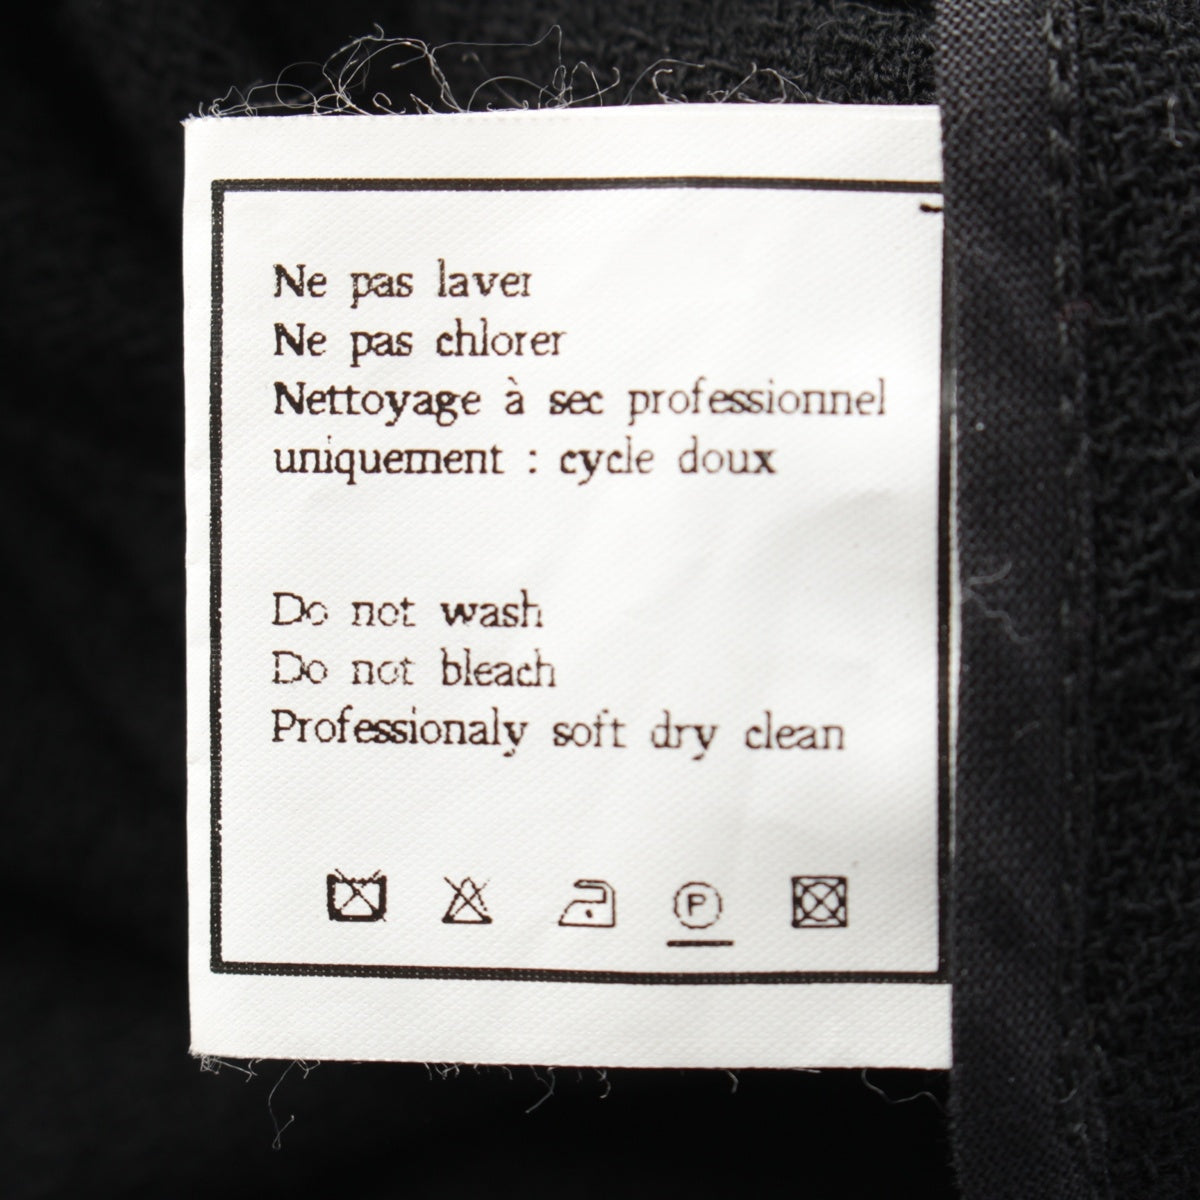 Ne pas laver
Ne pas chlorer
Nettoyage à sec professionnel
uniquement : cycle doux
Do not wash
Do not bleach
Professionaly soft dry clean
P